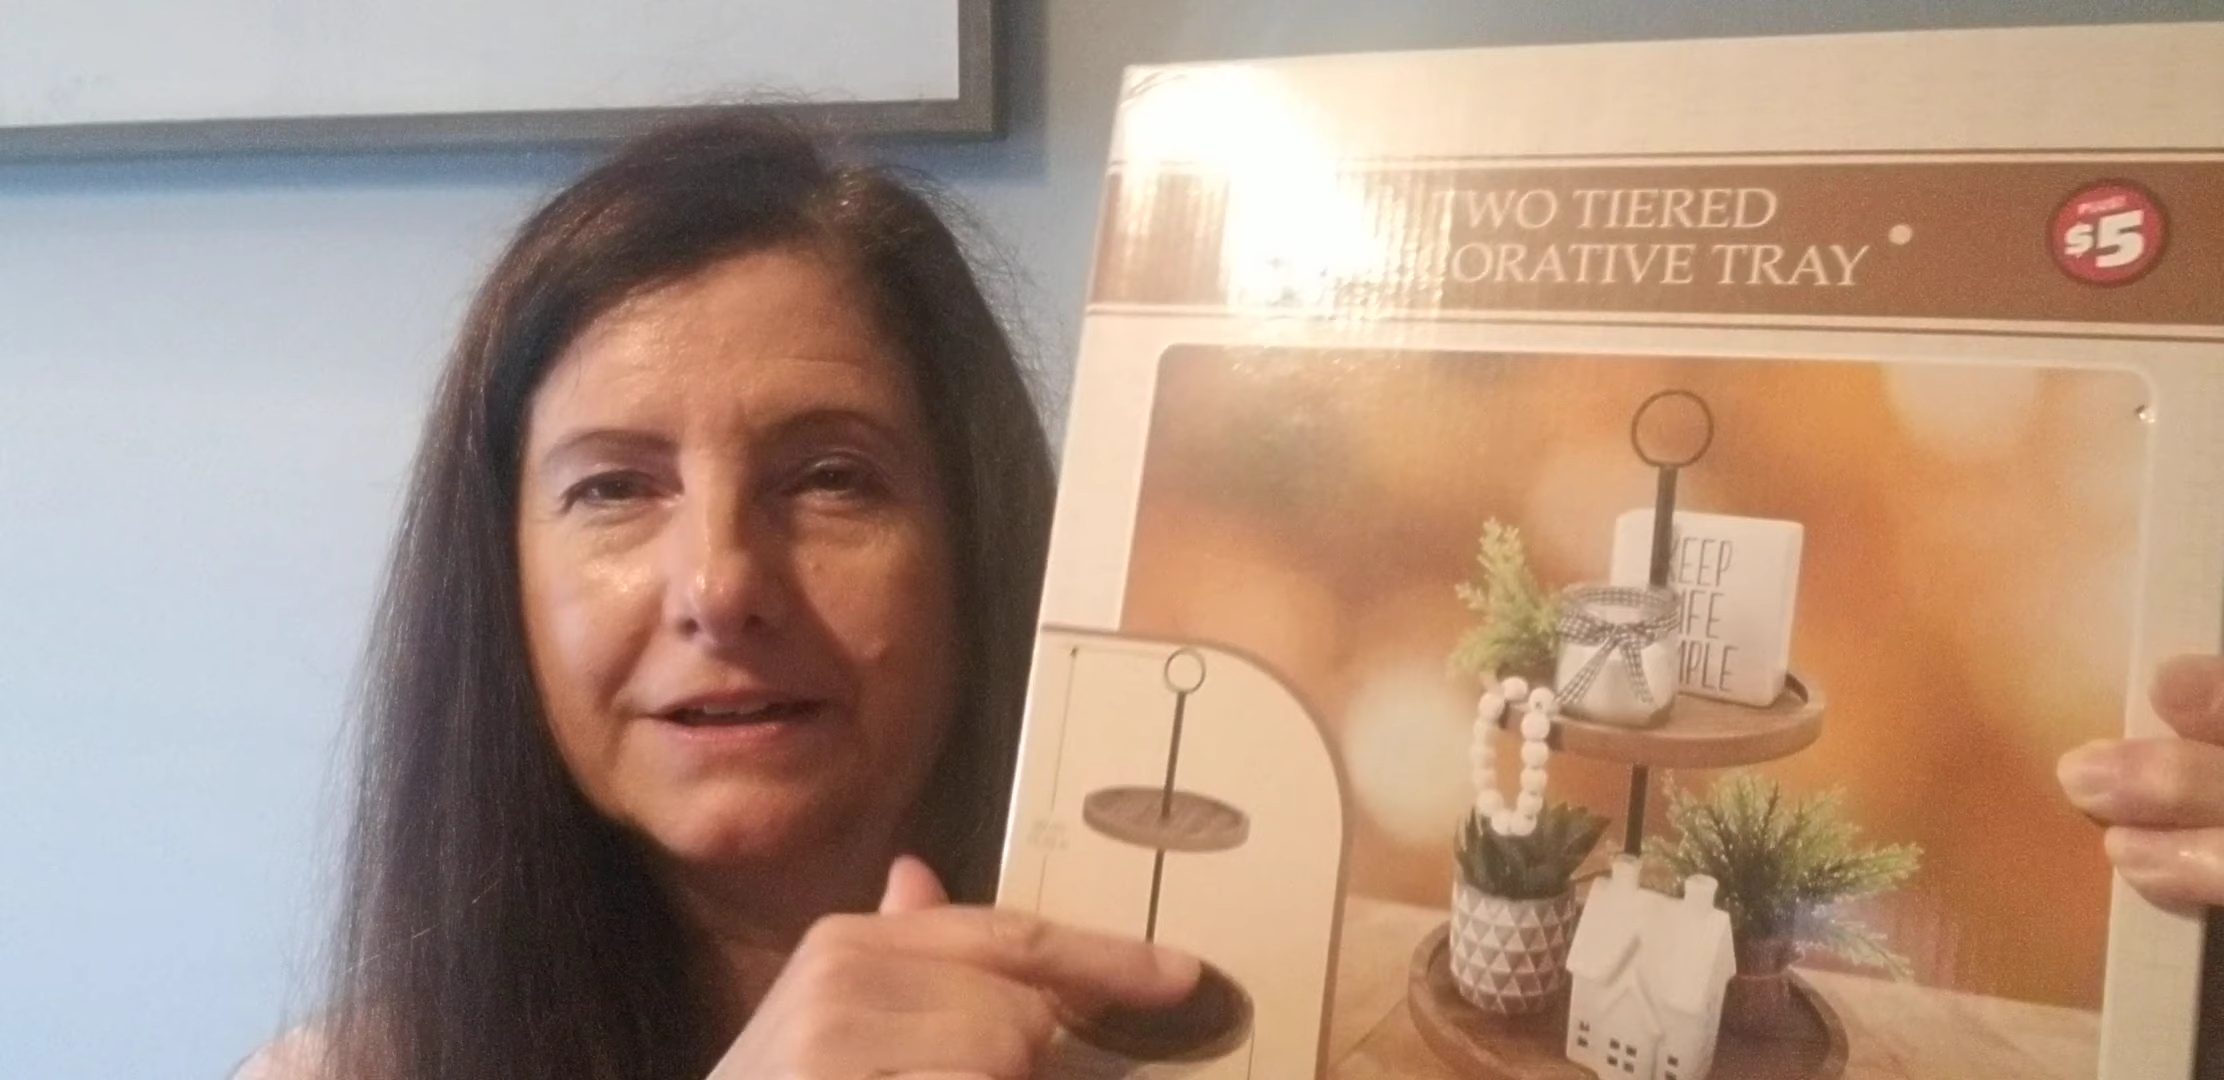 TWO TIERED
ORATIVE TRAY
$5
KEEP
IFE
MPLE